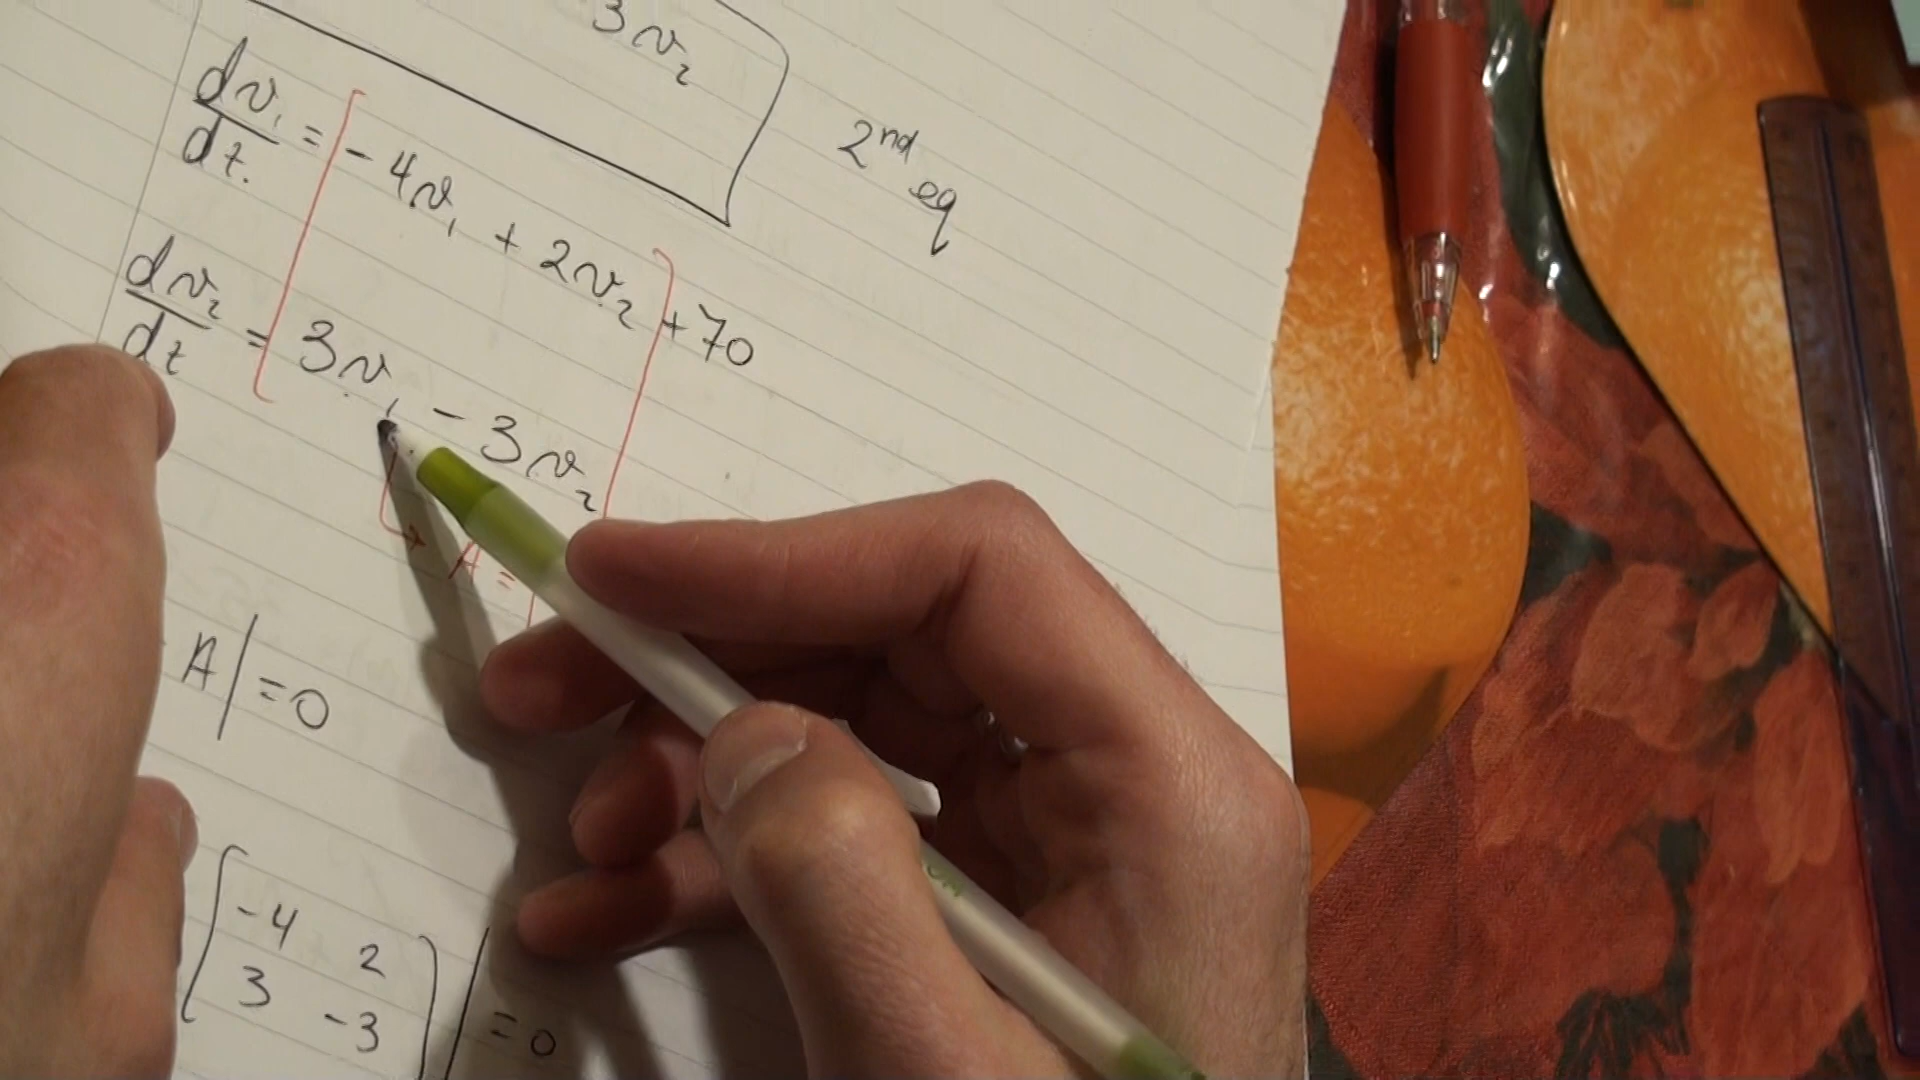 3v₂
dv₁/dt = [-4v₁ + 2v₂] + 70
2nd eq
dv₂/dt = [3v₁ - 3v₂]
A =
A| = 0
[-4 2
3 -3]| = 0